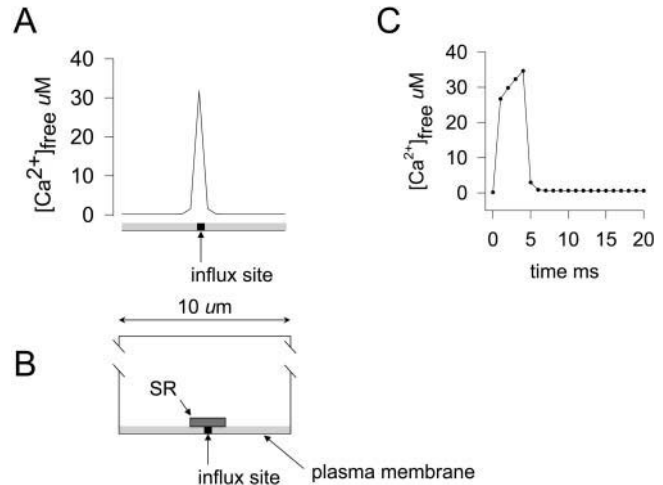 A
[Ca2+]free uM
40
30
20
10
0
influx site
10 um
B
SR
influx site
plasma membrane
C
[Ca2+]free uM
40
30
20
10
0
0 5 10 15 20
time ms